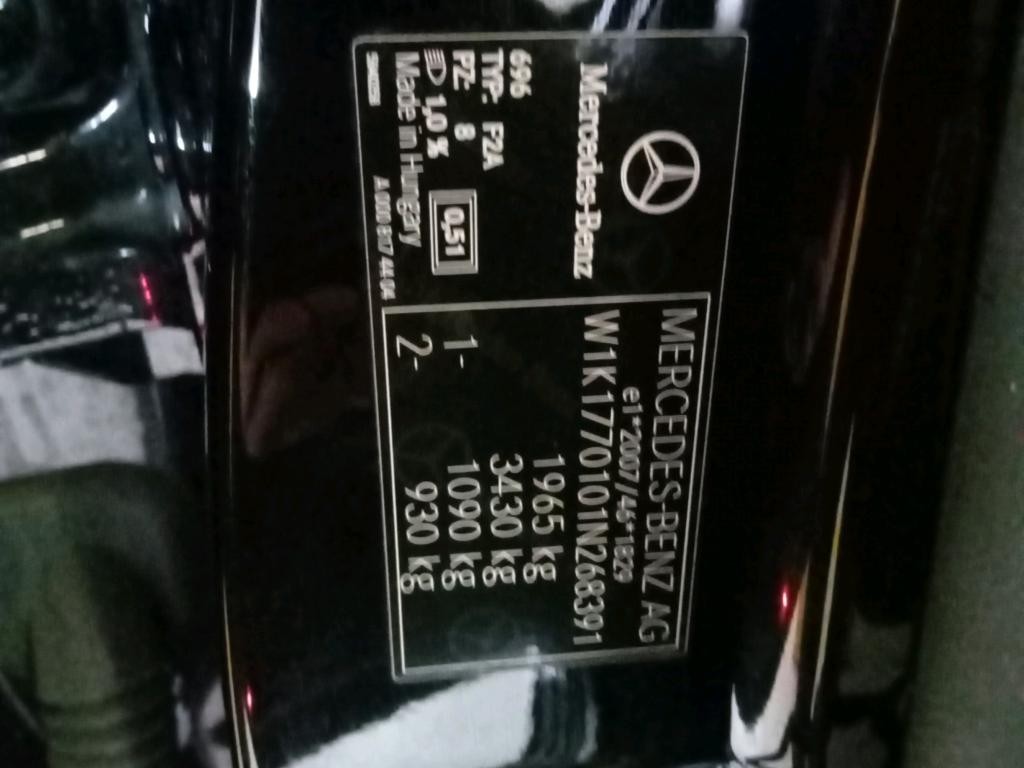 Mercedes-Benz
696
TYP: F2A
PZ: 8
1,0 %
0,51
Made in Hungary
A 000 817 44 04
MERCEDES-BENZ AG
e1*2007/46*1829
W1K1770101N268391
1965 kg
3430 kg
1- 1090 kg
2- 930 kg